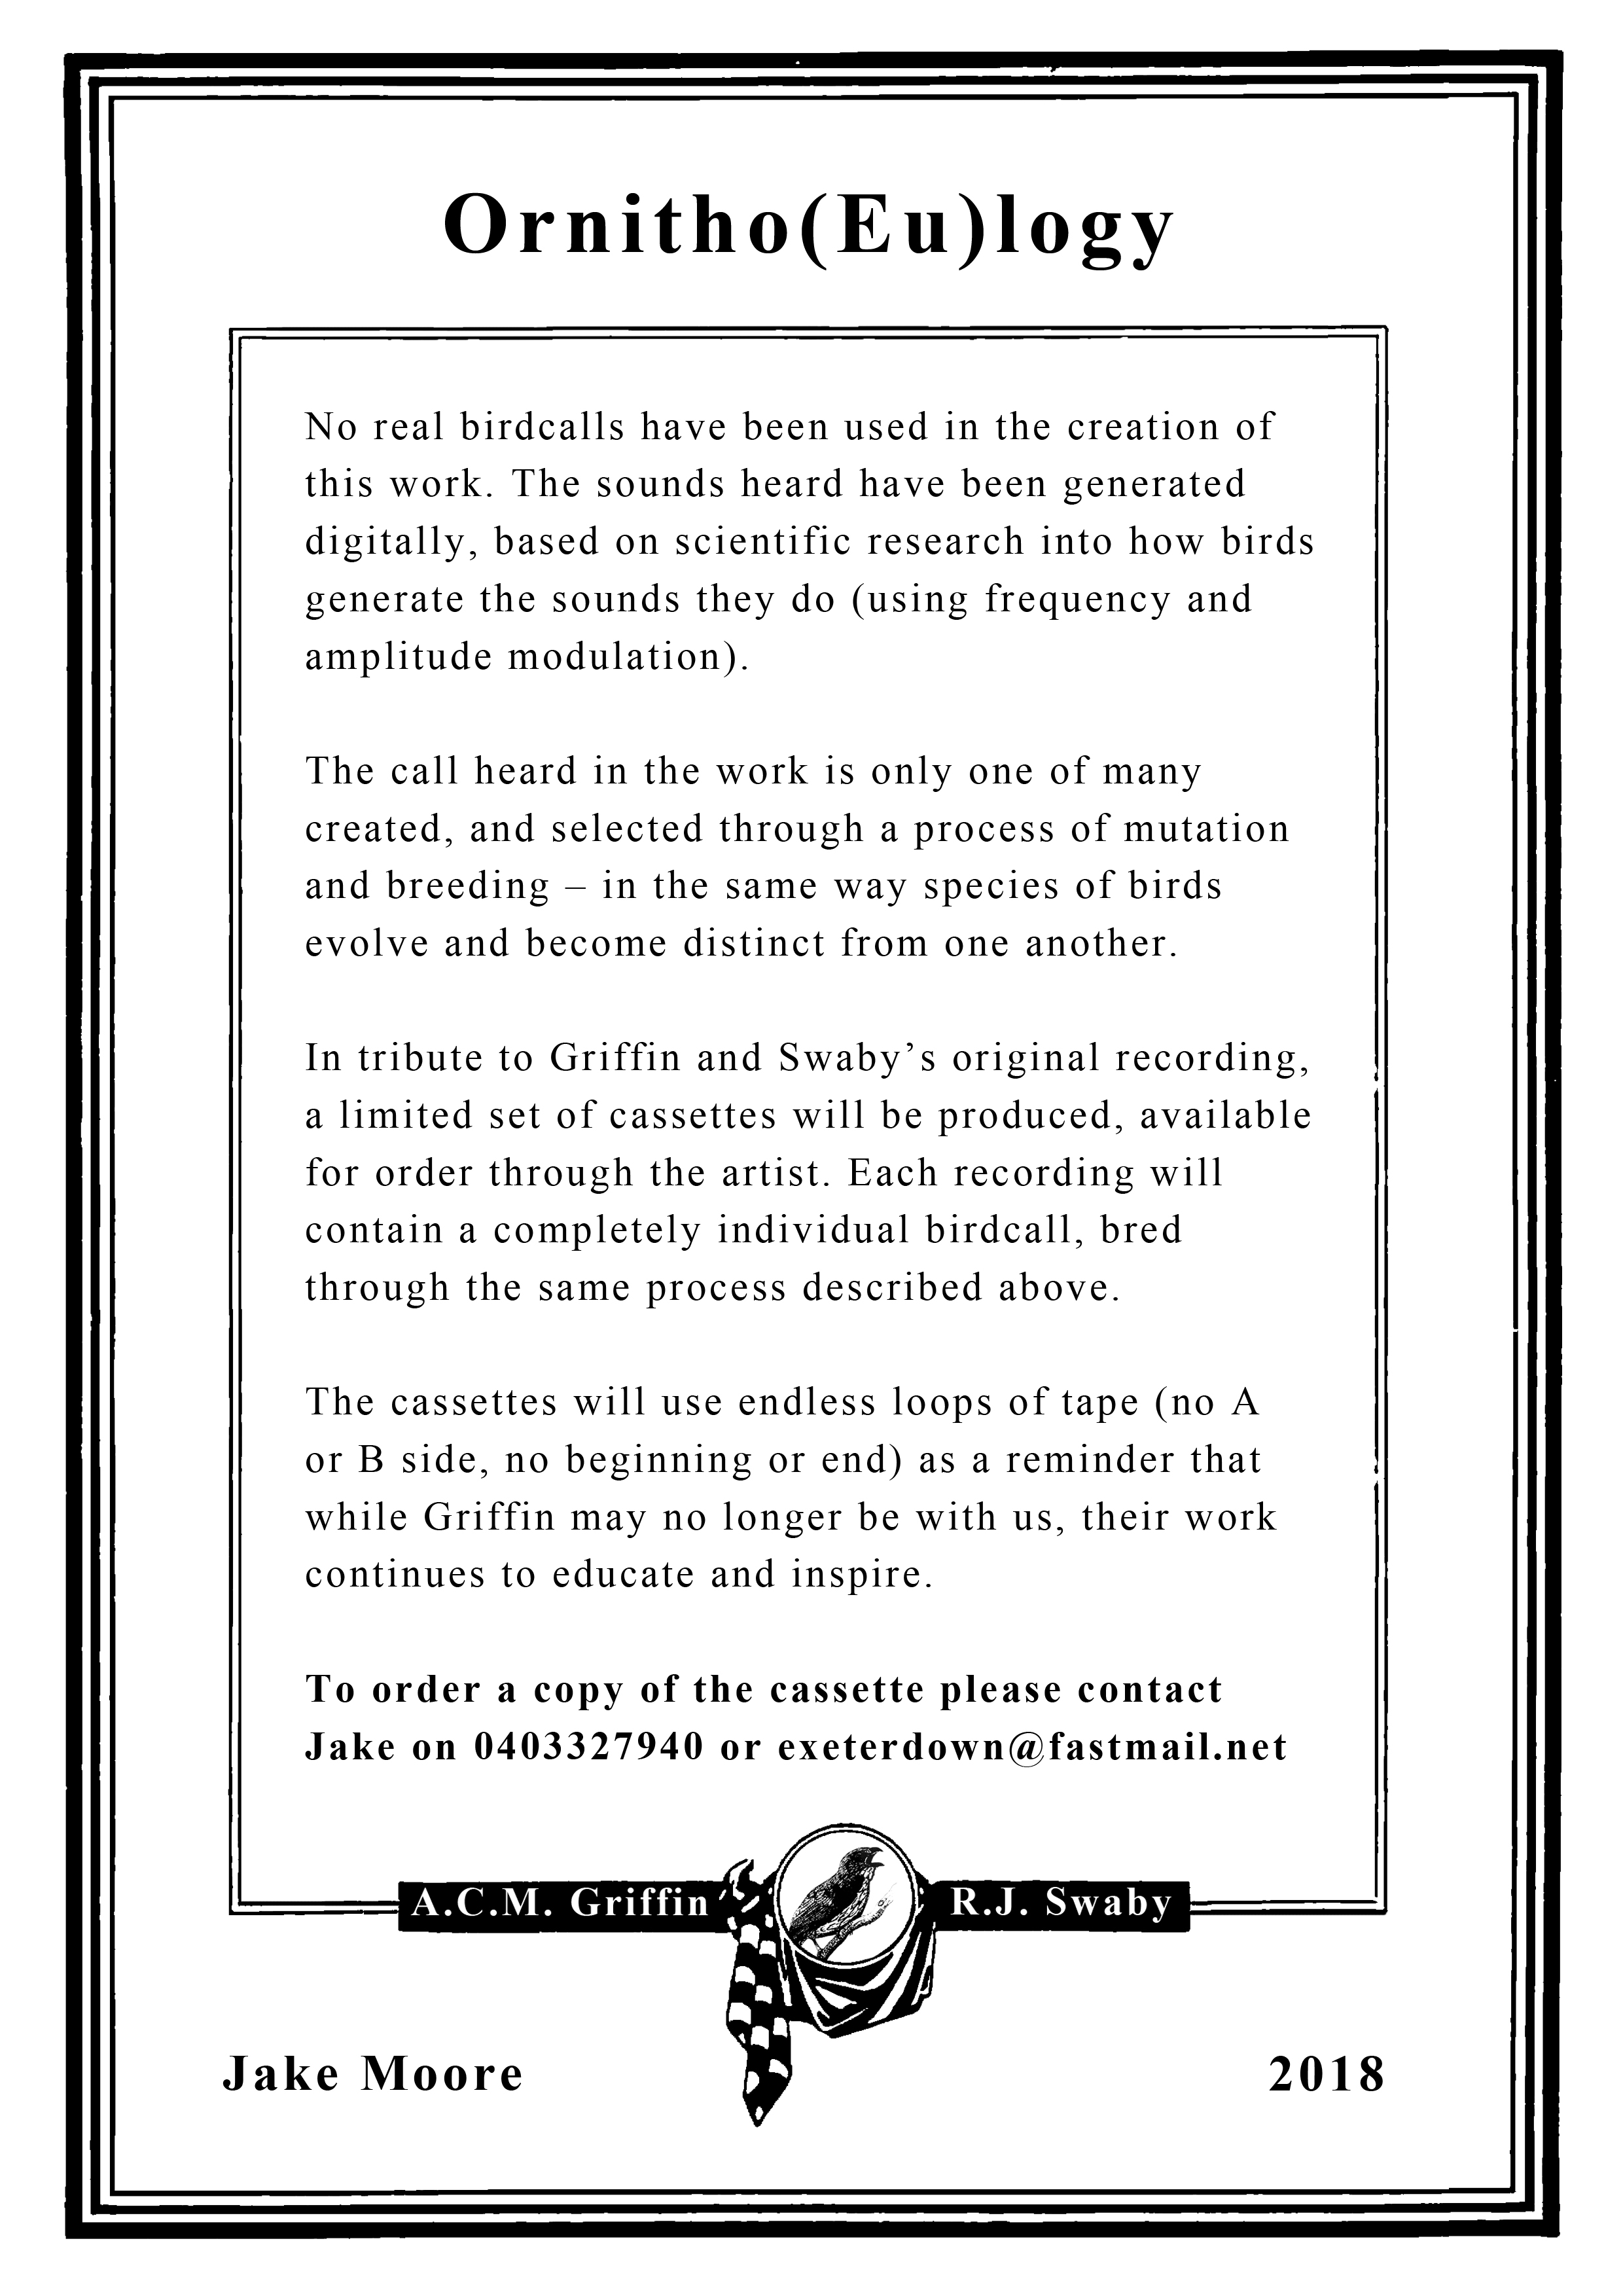 Ornitho(Eu)logy
No real birdcalls have been used in the creation of
this work. The sounds heard have been generated
digitally, based on scientific research into how birds
generate the sounds they do (using frequency and
amplitude modulation).
The call heard in the work is only one of many
created, and selected through a process of mutation
and breeding – in the same way species of birds
evolve and become distinct from one another.
In tribute to Griffin and Swaby’s original recording,
a limited set of cassettes will be produced, available
for order through the artist. Each recording will
contain a completely individual birdcall, bred
through the same process described above.
The cassettes will use endless loops of tape (no A
or B side, no beginning or end) as a reminder that
while Griffin may no longer be with us, their work
continues to educate and inspire.
To order a copy of the cassette please contact
Jake on 0403327940 or exeterdown@fastmail.net
A.C.M. Griffin R.J. Swaby
Jake Moore 2018